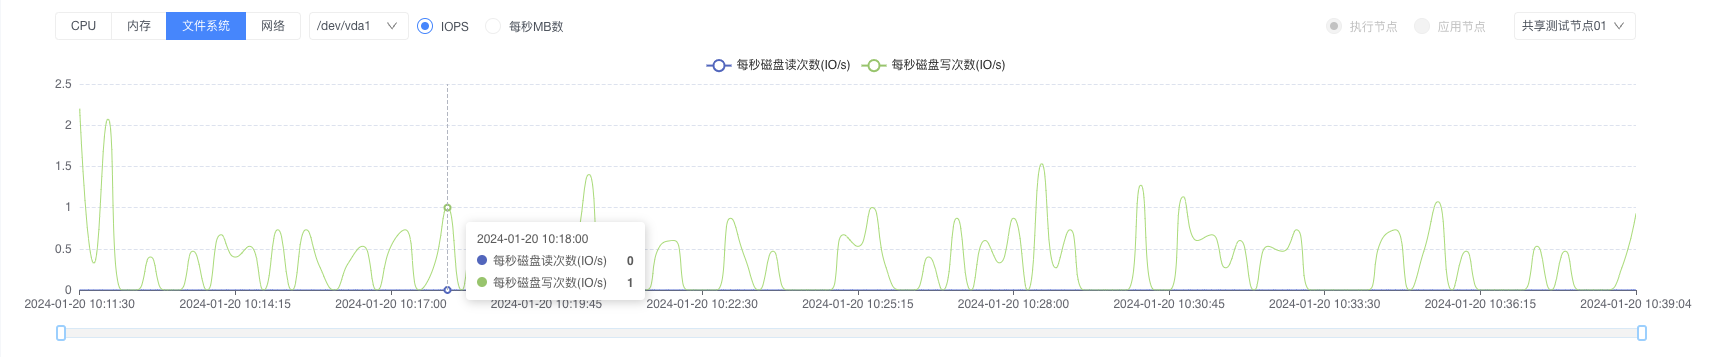 CPU 内存 文件系统 网络 /dev/vda1 IOPS 每秒MB数 执行节点 应用节点 共享测试节点01
每秒磁盘读次数(IO/s) 每秒磁盘写次数(IO/s)
2.5
2
1.5
1
0.5
0
2024-01-20 10:18:00
每秒磁盘读次数(IO/s) 0
每秒磁盘写次数(IO/s) 1
2024-01-20 10:11:30 2024-01-20 10:14:15 2024-01-20 10:17:00 2024-01-20 10:19:45 2024-01-20 10:22:30 2024-01-20 10:25:15 2024-01-20 10:28:00 2024-01-20 10:30:45 2024-01-20 10:33:30 2024-01-20 10:36:15 2024-01-20 10:39:04